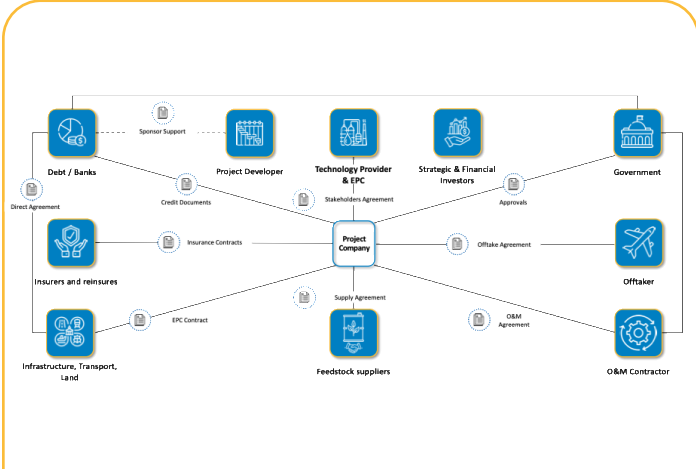 Sponsor Support
Debt / Banks
Project Developer
Technology Provider
& EPC
Strategic & Financial
Investors
Government
Direct Agreement
Credit Documents
Stakeholders Agreement
Approvals
Insurance Contracts
Project
Company
Offtake Agreement
Insurers and reinsures
Offtaker
Supply Agreement
EPC Contract
O&M
Agreement
Infrastructure, Transport,
Land
Feedstock suppliers
O&M Contractor